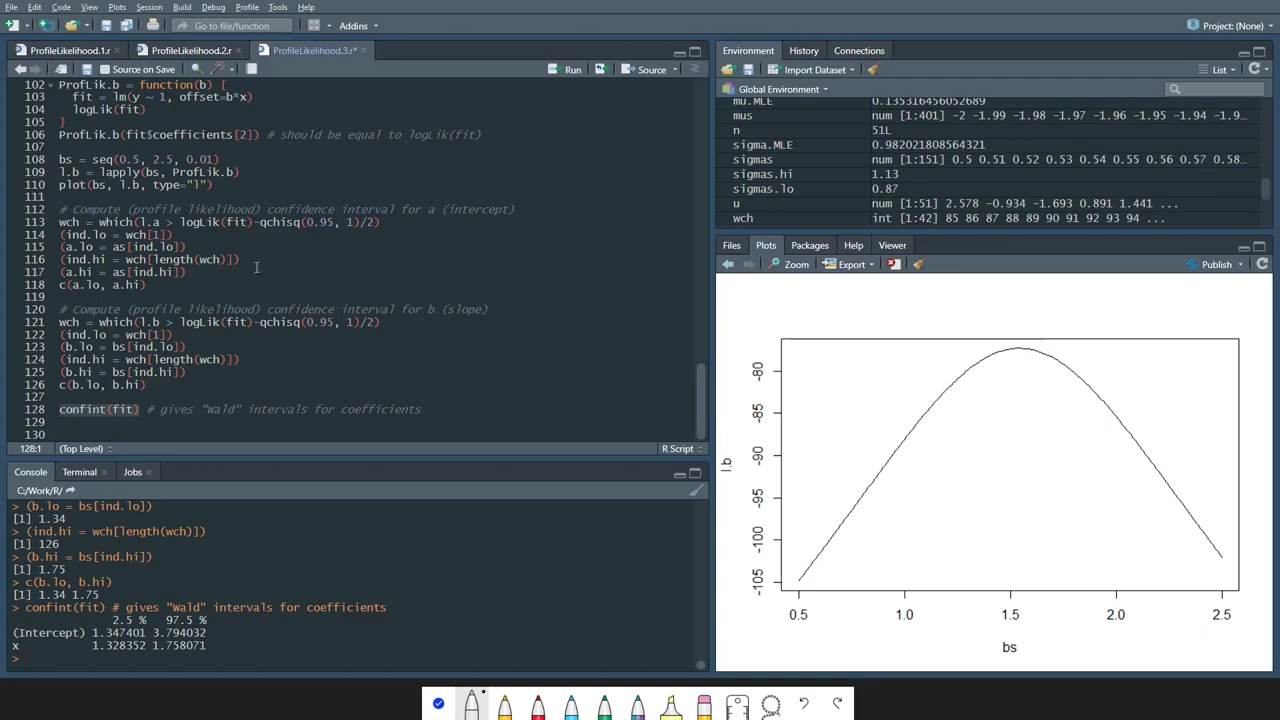 File Edit Code View Plots Session Build Debug Profile Tools Help
Go to file/function Addins Project: (None)
ProfileLikelihood.1.r ProfileLikelihood.2.r ProfileLikelihood.3.r*
Source on Save Run Source
102 ProfLik.b = function(b) {
103 fit = lm(y ~ 1, offset=b*x)
104 logLik(fit)
105 }
106 ProfLik.b(fit$coefficients[2]) # should be equal to logLik(fit)
107
108 bs = seq(0.5, 2.5, 0.01)
109 l.b = lapply(bs, ProfLik.b)
110 plot(bs, l.b, type="l")
111
112 # Compute (profile likelihood) confidence interval for a (intercept)
113 wch = which(l.a > logLik(fit)-qchisq(0.95, 1)/2)
114 (ind.lo = wch[1])
115 (a.lo = as[ind.lo])
116 (ind.hi = wch[length(wch)])
117 (a.hi = as[ind.hi])
118 c(a.lo, a.hi)
119
120 # Compute (profile likelihood) confidence interval for b (slope)
121 wch = which(l.b > logLik(fit)-qchisq(0.95, 1)/2)
122 (ind.lo = wch[1])
123 (b.lo = bs[ind.lo])
124 (ind.hi = wch[length(wch)])
125 (b.hi = bs[ind.hi])
126 c(b.lo, b.hi)
127
128 confint(fit) # gives "Wald" intervals for coefficients
129
130
128:1 (Top Level) R Script
Console Terminal Jobs
C:/Work/R/
> (b.lo = bs[ind.lo])
[1] 1.34
> (ind.hi = wch[length(wch)])
[1] 126
> (b.hi = bs[ind.hi])
[1] 1.75
> c(b.lo, b.hi)
[1] 1.34 1.75
> confint(fit) # gives "Wald" intervals for coefficients
2.5 % 97.5 %
(Intercept) 1.347401 3.794032
x 1.328352 1.758071
>
Environment History Connections
Import Dataset List
Global Environment
mu.MLE 0.135316456052689
mus num [1:401] -2 -1.99 -1.98 -1.97 -1.96 -1.95 -1.94 -1.9…
n 51L
sigma.MLE 0.982021808564321
sigmas num [1:151] 0.5 0.51 0.52 0.53 0.54 0.55 0.56 0.57 0.58…
sigmas.hi 1.13
sigmas.lo 0.87
u num [1:51] 2.578 -0.934 -1.693 0.891 1.441 ...
wch int [1:42] 85 86 87 88 89 90 91 92 93 94 ...
Files Plots Packages Help Viewer
Zoom Export Publish
-80
-85
-90
-95
-100
-105
l.b
0.5 1.0 1.5 2.0 2.5
bs